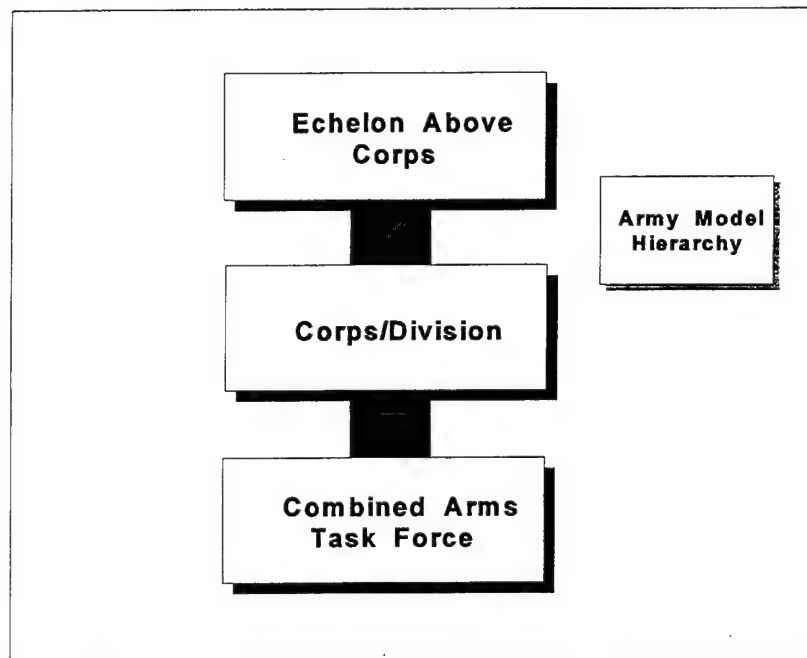 Echelon Above
Corps
Army Model
Hierarchy
Corps/Division
Combined Arms
Task Force